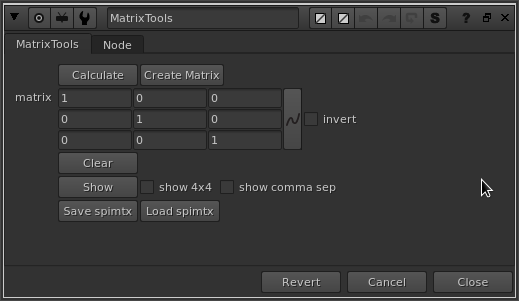 MatrixTools S ?
MatrixTools Node
Calculate Create Matrix
matrix 1 0 0
0 1 0 invert
0 0 1
Clear
Show show 4x4 show comma sep
Save spimtx Load spimtx
Revert Cancel Close